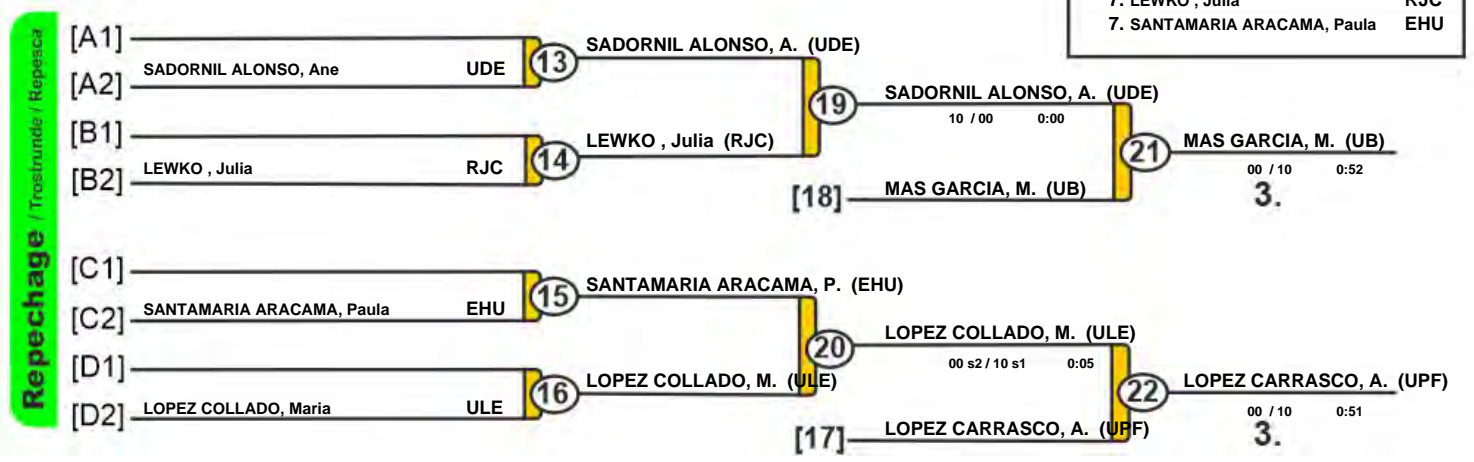 7. LEWKO , Julia RJC
7. SANTAMARIA ARACAMA, Paula EHU
Repechage / Trostrunde / Repesca
[A1]
SADORNIL ALONSO, Ane UDE
[A2]
13
SADORNIL ALONSO, A. (UDE)
[B1]
LEWKO , Julia RJC
[B2]
14
LEWKO , Julia (RJC)
19
SADORNIL ALONSO, A. (UDE)
10 / 00 0:00
[18]
MAS GARCIA, M. (UB)
21
MAS GARCIA, M. (UB)
00 / 10 0:52
3.
[C1]
SANTAMARIA ARACAMA, Paula EHU
[C2]
15
SANTAMARIA ARACAMA, P. (EHU)
[D1]
LOPEZ COLLADO, Maria ULE
[D2]
16
LOPEZ COLLADO, M. (ULE)
20
LOPEZ COLLADO, M. (ULE)
00 s2 / 10 s1 0:05
[17]
LOPEZ CARRASCO, A. (UPF)
22
LOPEZ CARRASCO, A. (UPF)
00 / 10 0:51
3.